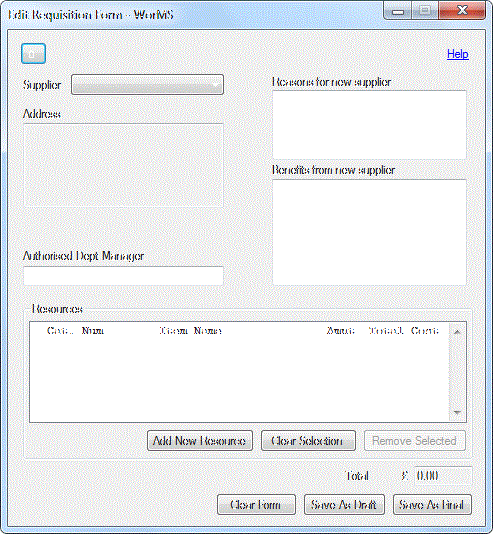 Edit Requisition Form - WorMS
Help
Supplier
Reasons for new supplier
Address
Benefits from new supplier
Authorised Dept Manager
Resources
Cat. Num Item Name Amnt Total Cost
Add New Resource Clear Selection Remove Selected
Total £ 0.00
Clear Form Save As Draft Save As Final